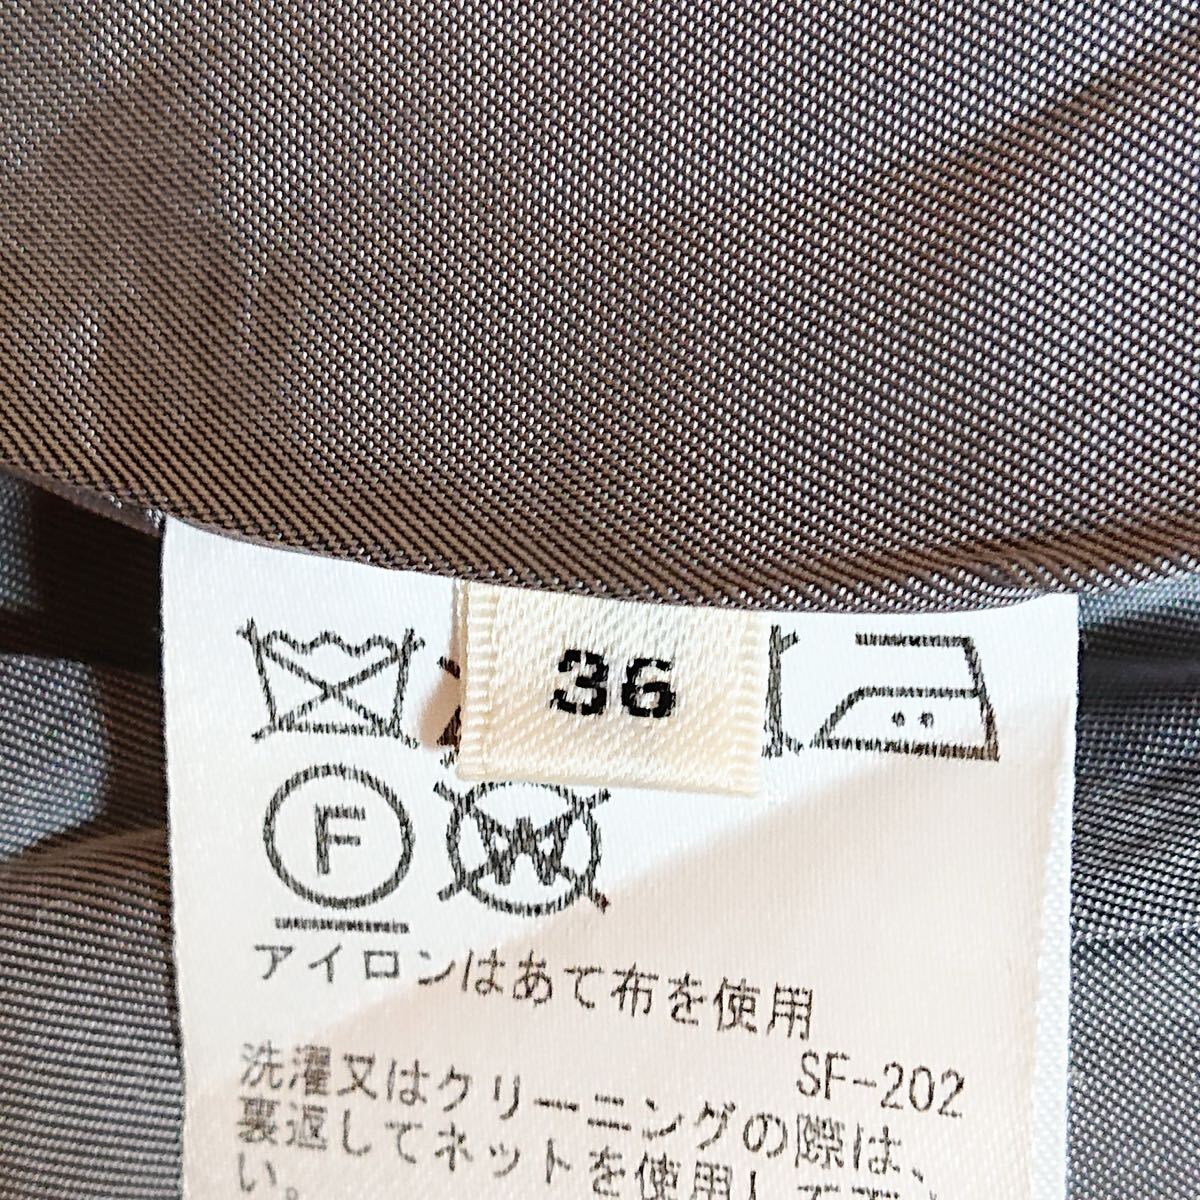 36
F
W
アイロンはあて布を使用
SF-202
洗濯又はクリーニングの際は、
裏返してネットを使用して下
い。